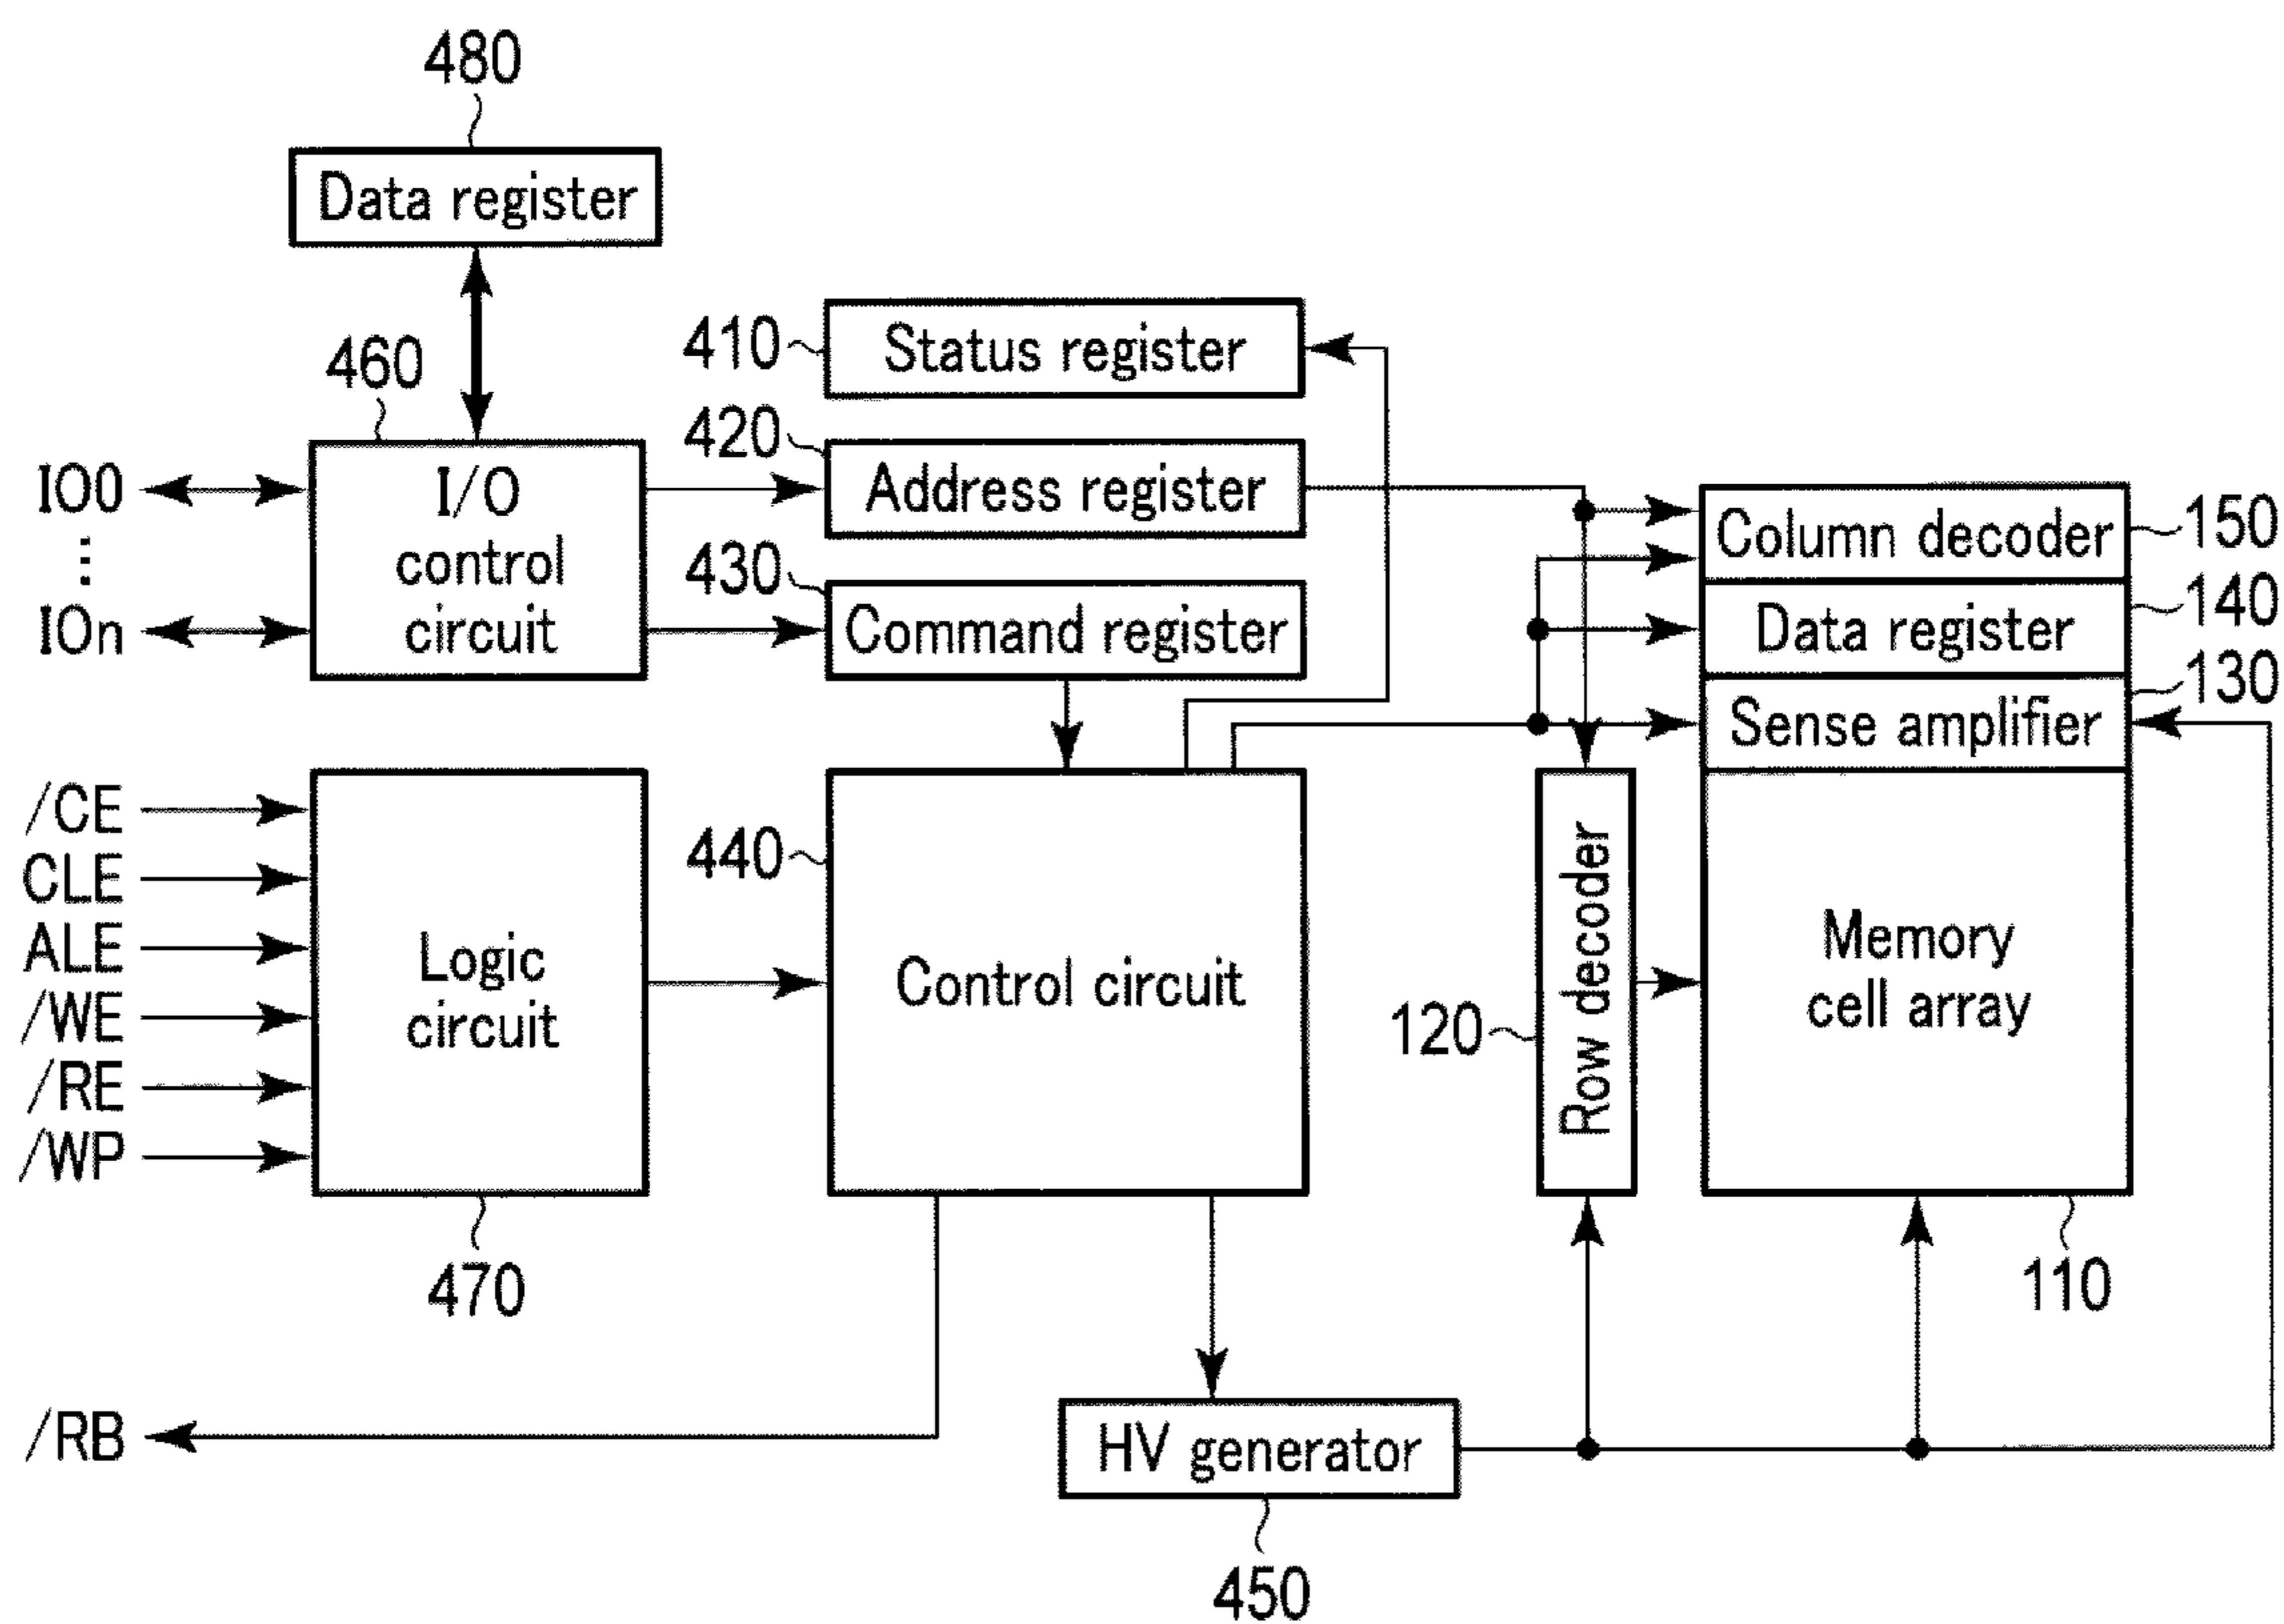 480
Data register
460
410
Status register
420
IO0
⋮
IOn
I/O
control
circuit
Address register
430
Command register
Column decoder
150
Data register
140
Sense amplifier
130
/CE
CLE
ALE
/WE
/RE
/WP
Logic
circuit
470
440
Control circuit
120
Row decoder
Memory
cell array
110
/RB
HV generator
450